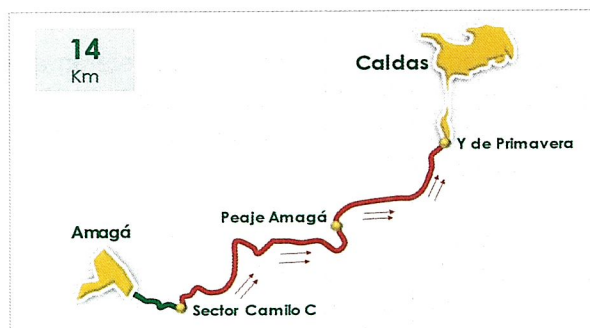 14
Km
Caldas
Y de Primavera
Peaje Amagá
Amagá
Sector Camilo C